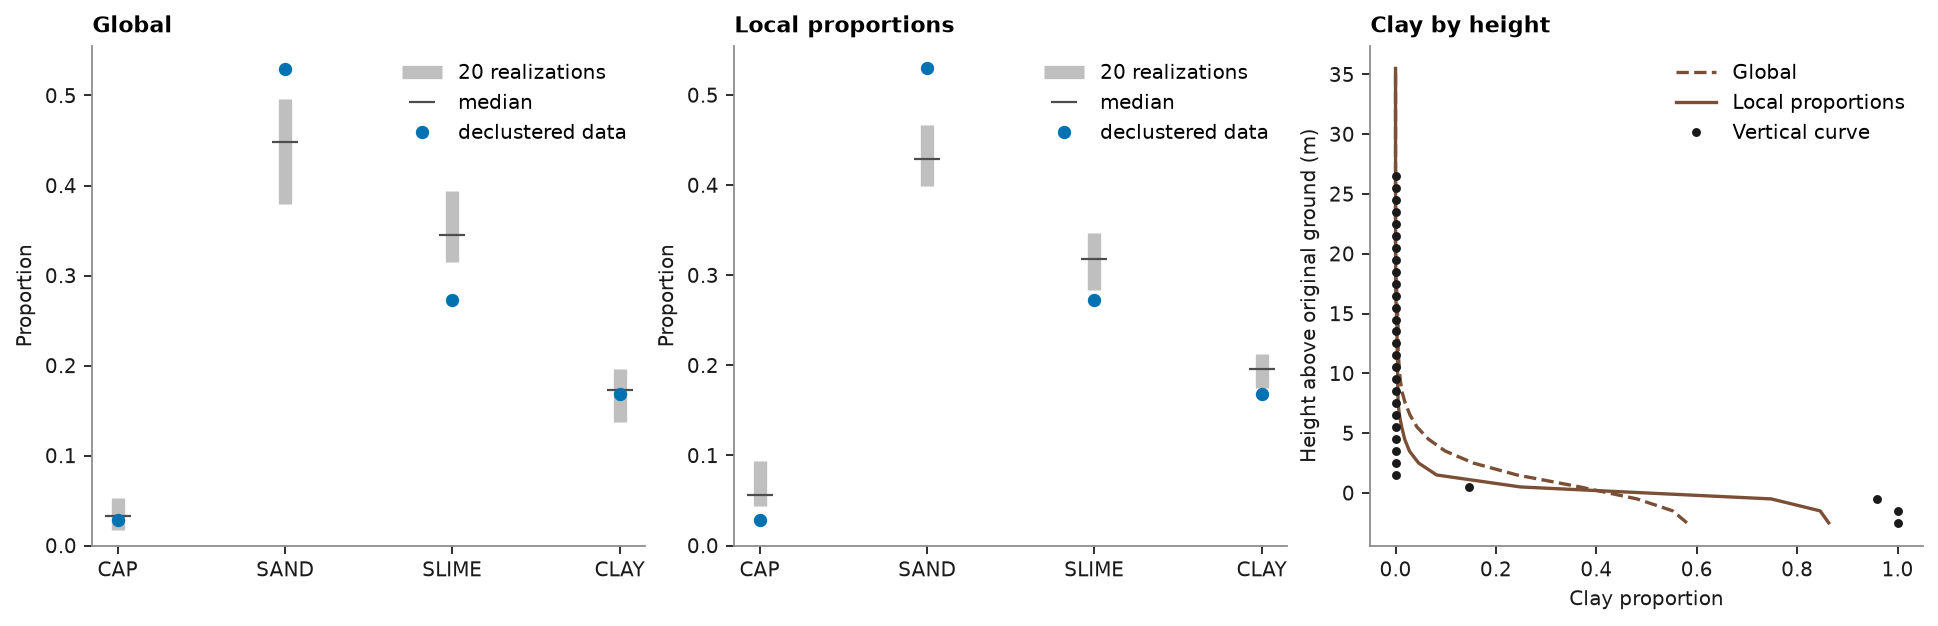 Global
20 realizations
median
declustered data
Proportion
0.5
0.4
0.3
0.2
0.1
0.0
CAP SAND SLIME CLAY
Local proportions
20 realizations
median
declustered data
Proportion
0.5
0.4
0.3
0.2
0.1
0.0
CAP SAND SLIME CLAY
Clay by height
Global
Local proportions
Vertical curve
Height above original ground (m)
35
30
25
20
15
10
5
0
0.0 0.2 0.4 0.6 0.8 1.0
Clay proportion